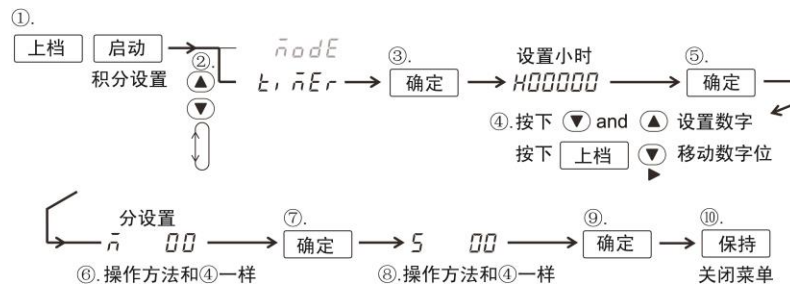 ①.
上档 启动 m̄odE
积分设置 ②. ▲ ▼ ti m̄Er
③. 确定
设置小时
H00000
④.按下 ▼ and ▲ 设置数字
按下 上档 ▼ 移动数字位
▶
⑤. 确定
分设置
m̄ 00
⑥.操作方法和④一样
⑦. 确定
S 00
⑧.操作方法和④一样
⑨. 确定
⑩. 保持
关闭菜单